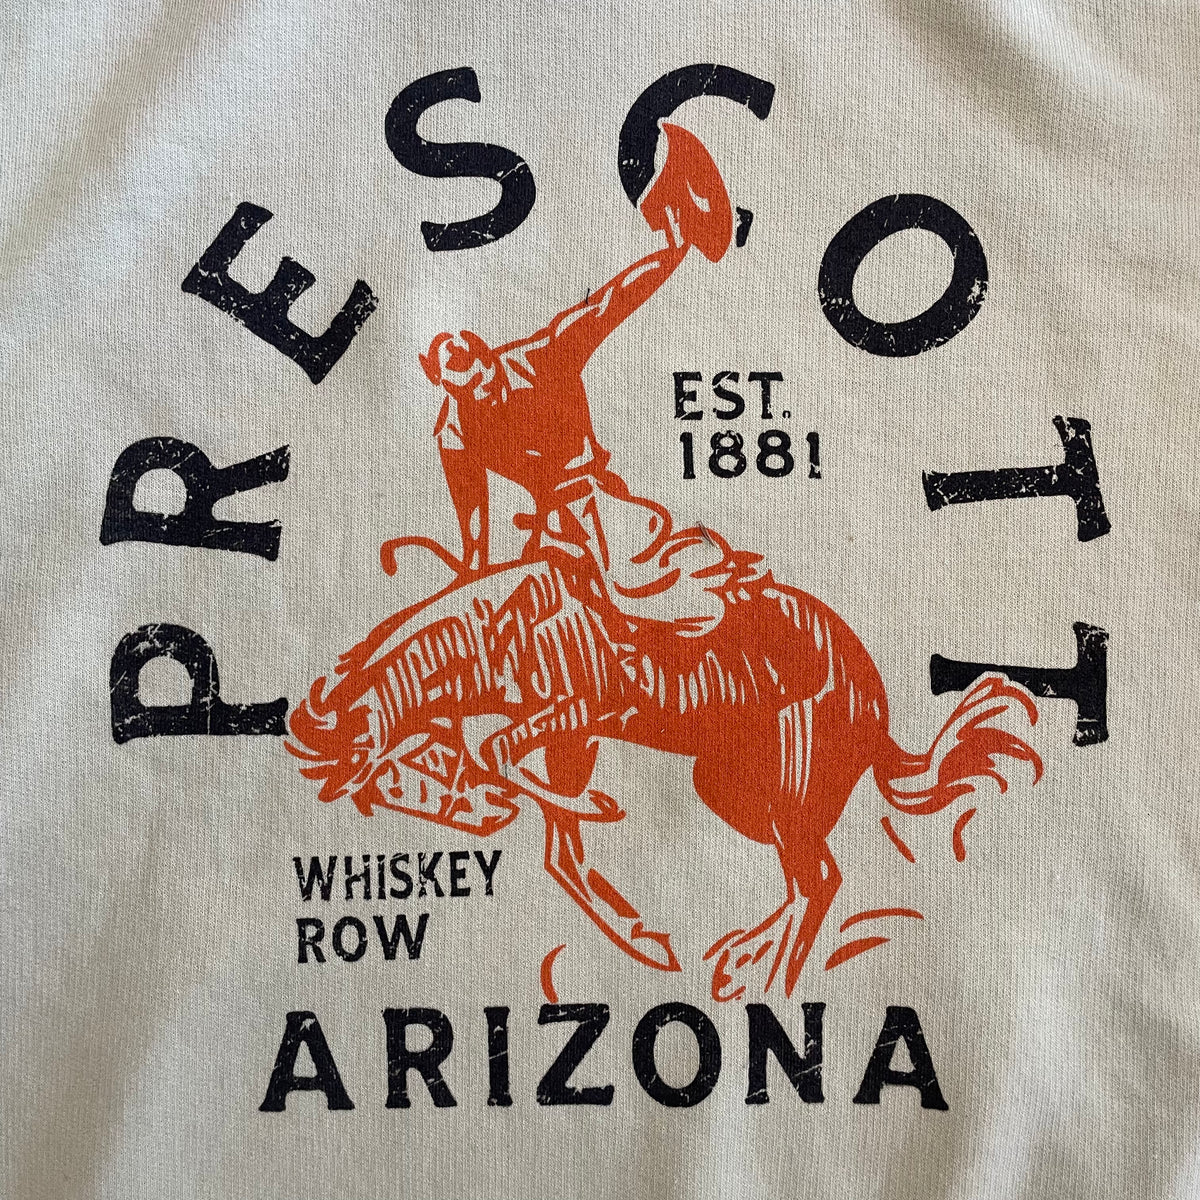 PRESCOTT
EST.
1881
WHISKEY
ROW
ARIZONA